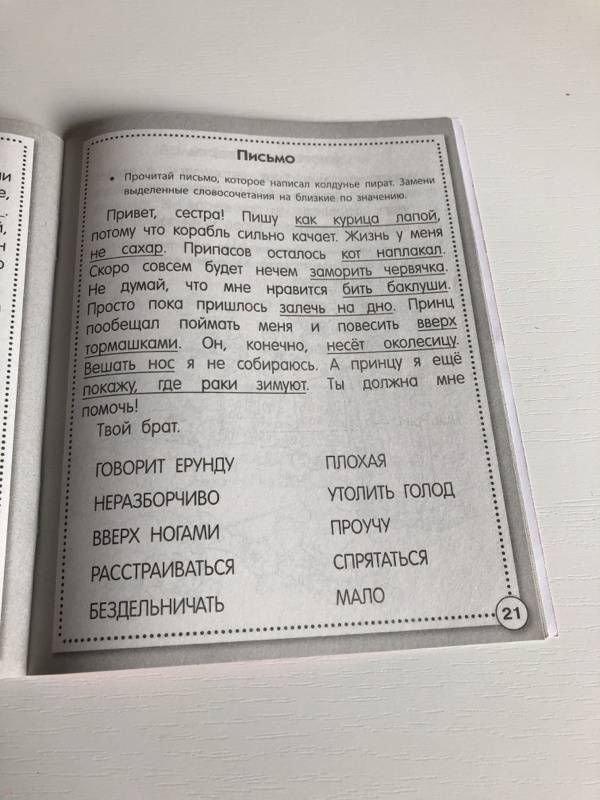 Письмо
• Прочитай письмо, которое написал колдунье пират. Замени
выделенные словосочетания на близкие по значению.
Привет, сестра! Пишу как курица лапой,
потому что корабль сильно качает. Жизнь у меня
не сахар. Припасов осталось кот наплакал.
Скоро совсем будет нечем заморить червячка.
Не думай, что мне нравится бить баклуши.
Просто пока пришлось залечь на дно. Принц
пообещал поймать меня и повесить вверх
тормашками. Он, конечно, несёт околесицу.
Вешать нос я не собираюсь. А принцу я ещё
покажу, где раки зимуют. Ты должна мне
помочь!
Твой брат.
ГОВОРИТ ЕРУНДУ
НЕРАЗБОРЧИВО
ВВЕРХ НОГАМИ
РАССТРАИВАТЬСЯ
БЕЗДЕЛЬНИЧАТЬ
ПЛОХАЯ
УТОЛИТЬ ГОЛОД
ПРОУЧУ
СПРЯТАТЬСЯ
МАЛО
21